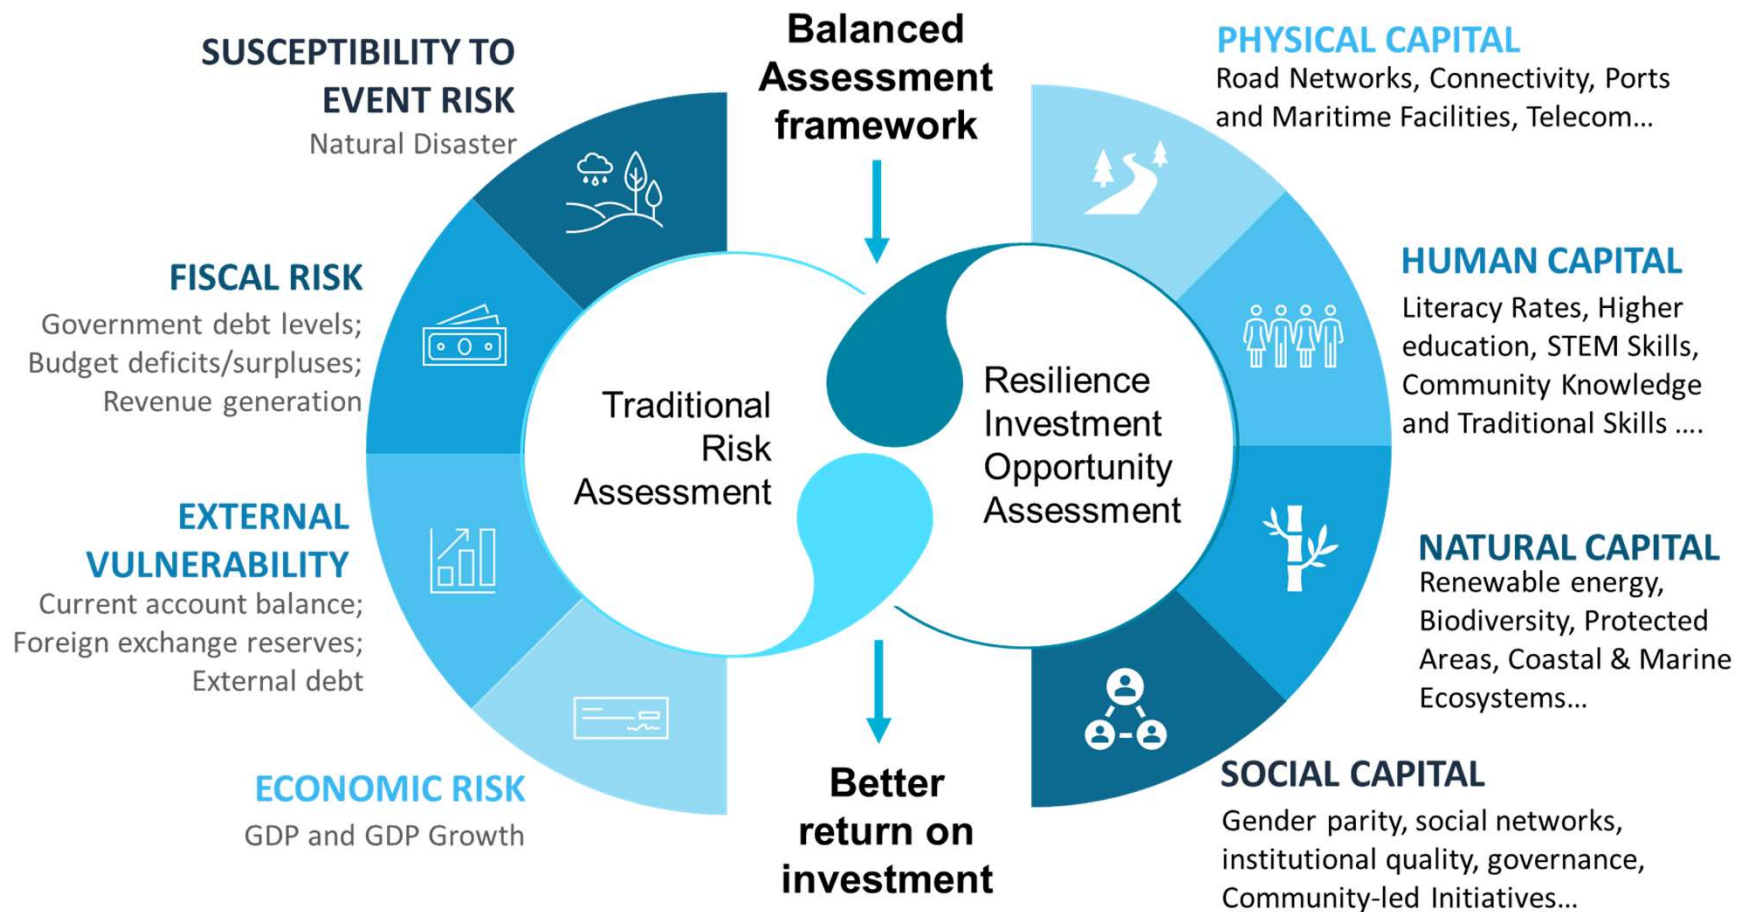 Balanced
Assessment
framework
SUSCEPTIBILITY TO
EVENT RISK
Natural Disaster
FISCAL RISK
Government debt levels;
Budget deficits/surpluses;
Revenue generation
EXTERNAL
VULNERABILITY
Current account balance;
Foreign exchange reserves;
External debt
ECONOMIC RISK
GDP and GDP Growth
Traditional
Risk
Assessment
Resilience
Investment
Opportunity
Assessment
PHYSICAL CAPITAL
Road Networks, Connectivity, Ports
and Maritime Facilities, Telecom...
HUMAN CAPITAL
Literacy Rates, Higher
education, STEM Skills,
Community Knowledge
and Traditional Skills ....
NATURAL CAPITAL
Renewable energy,
Biodiversity, Protected
Areas, Coastal & Marine
Ecosystems...
SOCIAL CAPITAL
Gender parity, social networks,
institutional quality, governance,
Community-led Initiatives...
Better
return on
investment